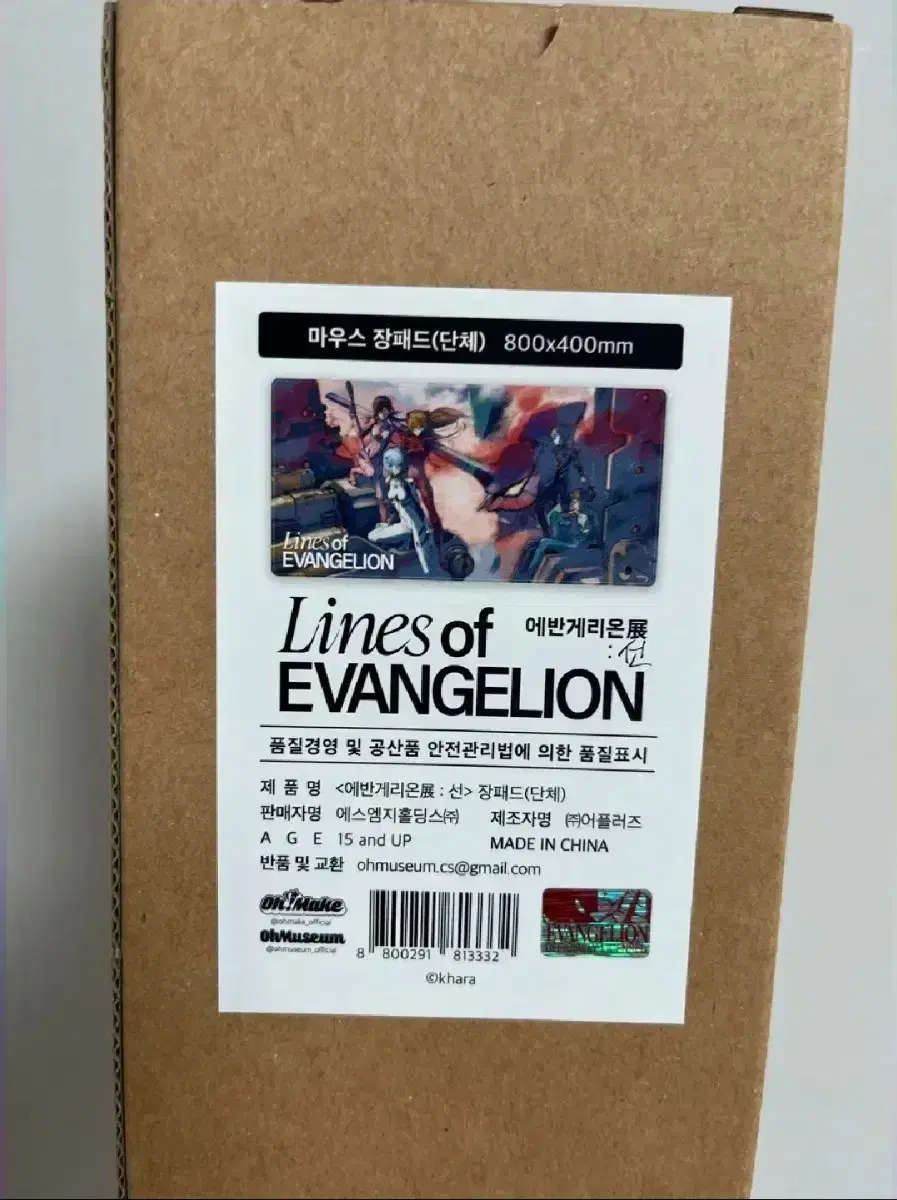 마우스 장패드(단체) 800x400mm
Lines of
EVANGELION
Lines of
에반게리온展
:선
EVANGELION
품질경영 및 공산품 안전관리법에 의한 품질표시
제 품 명 <에반게리온展 : 선> 장패드(단체)
판매자명 에스엠지홀딩스㈜ 제조자명 ㈜어플러즈
A G E 15 and UP MADE IN CHINA
반품 및 교환 ohmuseum.cs@gmail.com
Oh!Make
@ohmake_official
OhMuseum
@ohmuseum_official
8 800291 813332
EVANGELION
©khara